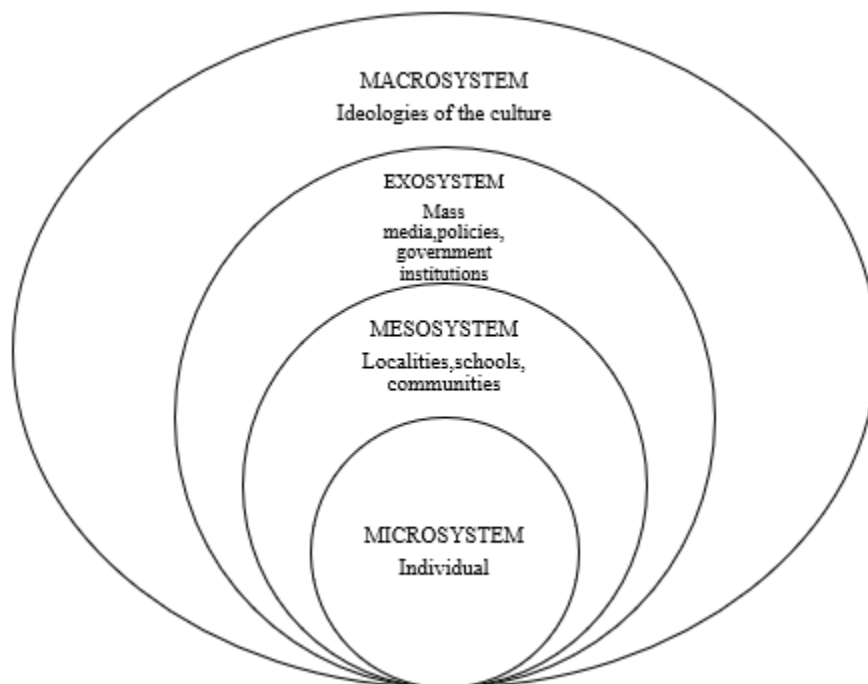 MACROSYSTEM
Ideologies of the culture
EXOSYSTEM
Mass
media,policies,
government
institutions
MESOSYSTEM
Localities,schools,
communities
MICROSYSTEM
Individual